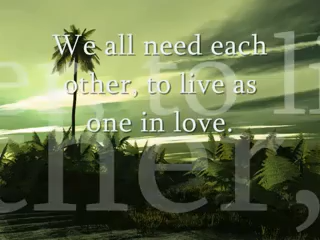 We all need each
other, to live as
one in love.